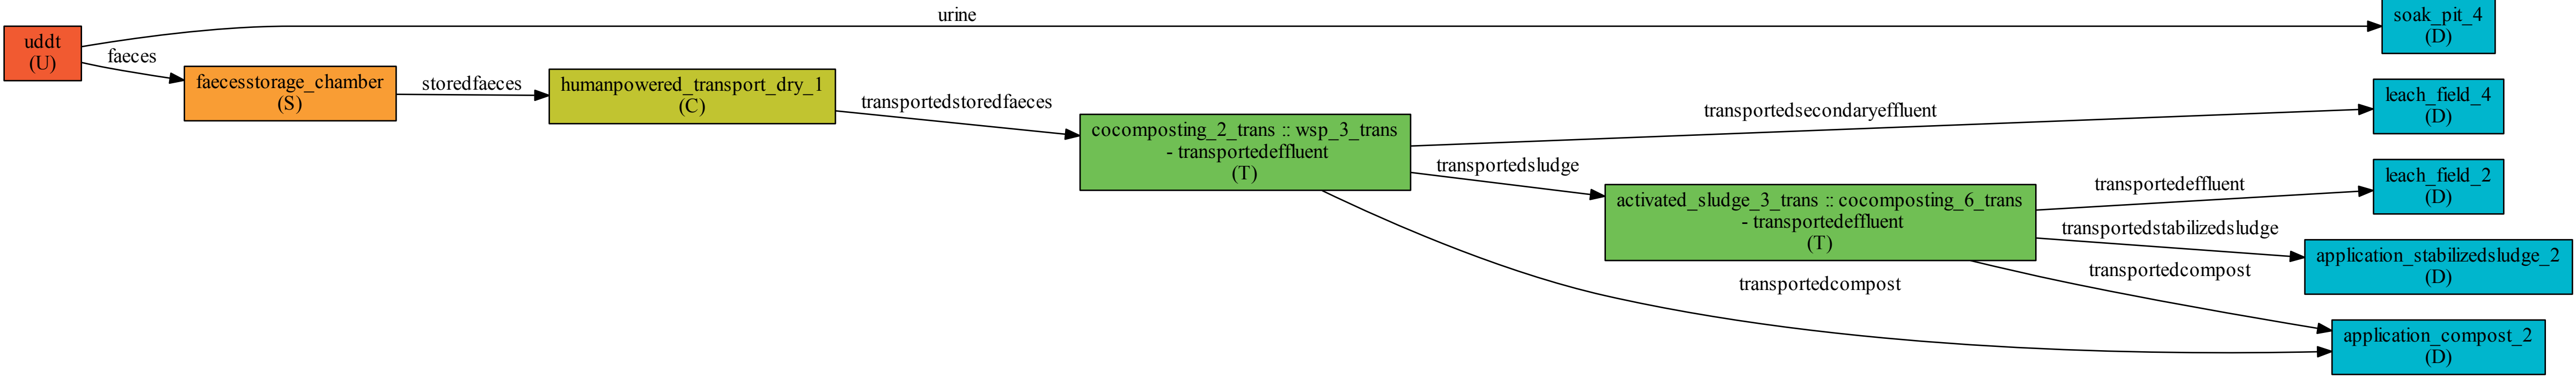 urine
soak_pit_4
(D)
uddt
(U)
faeces
faecesstorage_chamber
(S)
storedfaeces
humanpowered_transport_dry_1
(C)
transportedstoredfaeces
cocomposting_2_trans :: wsp_3_trans
- transportedeffluent
(T)
transportedsecondaryeffluent
leach_field_4
(D)
transportedsludge
activated_sludge_3_trans :: cocomposting_6_trans
- transportedeffluent
(T)
transportedeffluent
leach_field_2
(D)
transportedstabilizedsludge
application_stabilizedsludge_2
(D)
transportedcompost
transportedcompost
application_compost_2
(D)